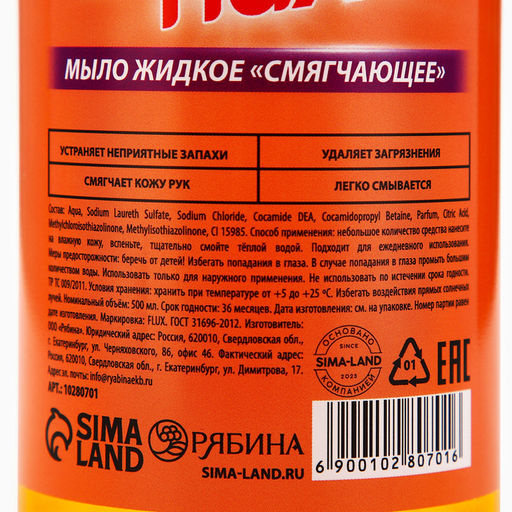 МЫЛО ЖИДКОЕ «СМЯГЧАЮЩЕЕ»
УСТРАНЯЕТ НЕПРИЯТНЫЕ ЗАПАХИ
УДАЛЯЕТ ЗАГРЯЗНЕНИЯ
СМЯГЧАЕТ КОЖУ РУК
ЛЕГКО СМЫВАЕТСЯ
Состав: Aqua, Sodium Laureth Sulfate, Sodium Chloride, Cocamide DEA, Cocamidopropyl Betaine, Parfum, Citric Acid,
Methylchloroisothiazolinone, Methylisothiazolinone, CI 15985. Способ применения: небольшое количество средства нанесите
на влажную кожу, вспеньте, тщательно смойте тёплой водой. Подходит для ежедневного использования.
Меры предосторожности: беречь от детей! Избегать попадания в глаза. В случае попадания в глаза промыть большим
количеством воды. Использовать только для наружного применения. Не использовать по истечении срока годности.
ТР ТС 009/2011. Условия хранения: хранить при температуре от +5 до +25 °С. Избегать воздействия прямых солнечных
лучей. Номинальный объём: 500 мл. Срок годности: 36 месяцев. Дата изготовления: см. на упаковке. Номер партии равен
дате изготовления. Маркировка: FLUX. ГОСТ 31696-2012. Изготовитель:
ООО «Рябина». Юридический адрес: Россия, 620010, Свердловская обл.,
г. Екатеринбург, ул. Черняховского, 86, офис 46. Фактический адрес:
Россия, 620010, Свердловская обл., г. Екатеринбург, ул. Димитрова, 17.
Адрес эл. почты: info@ryabinaekb.ru
АРТ.: 10280701
ОСНОВАНО
SINCE
SIMA-LAND
2023
КОМПАНИЕЙ
01
EAC
SIMA
LAND
РЯБИНА
SIMA-LAND.RU
6 900102 807016